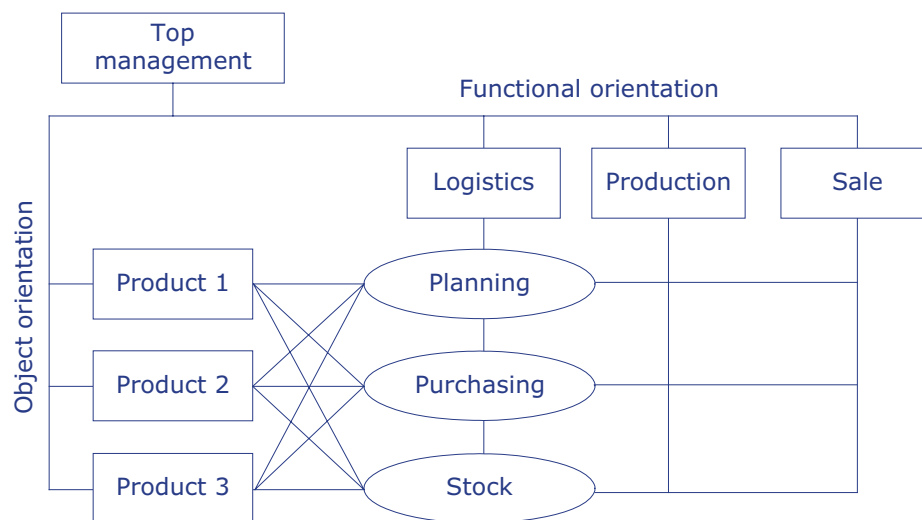 Top
management
Functional orientation
Logistics
Production
Sale
Object orientation
Product 1
Planning
Product 2
Purchasing
Product 3
Stock